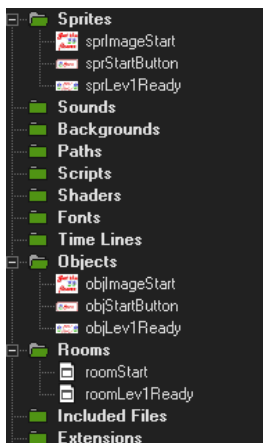 Sprites
sprImageStart
sprStartButton
sprLev1Ready
Sounds
Backgrounds
Paths
Scripts
Shaders
Fonts
Time Lines
Objects
objImageStart
objStartButton
objLev1Ready
Rooms
roomStart
roomLev1Ready
Included Files
Extensions